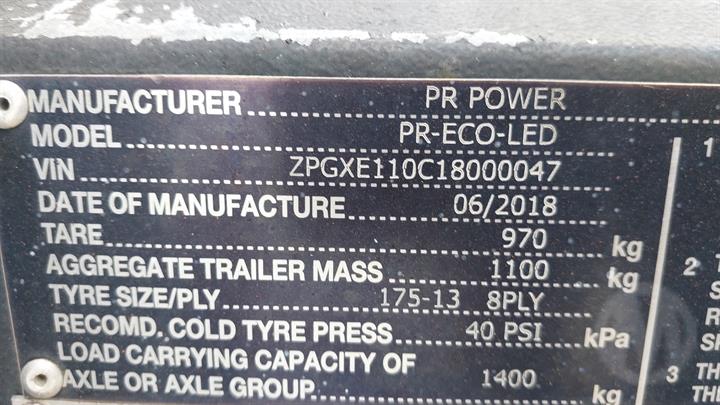 MANUFACTURER PR POWER
MODEL PR-ECO-LED
VIN ZPGXE110C18000047
DATE OF MANUFACTURE 06/2018
TARE 970 kg
AGGREGATE TRAILER MASS 1100 kg
TYRE SIZE/PLY 175-13 8PLY
RECOMD. COLD TYRE PRESS 40 PSI kPa
LOAD CARRYING CAPACITY OF
AXLE OR AXLE GROUP 1400 kg
1
2
3 TH
THE